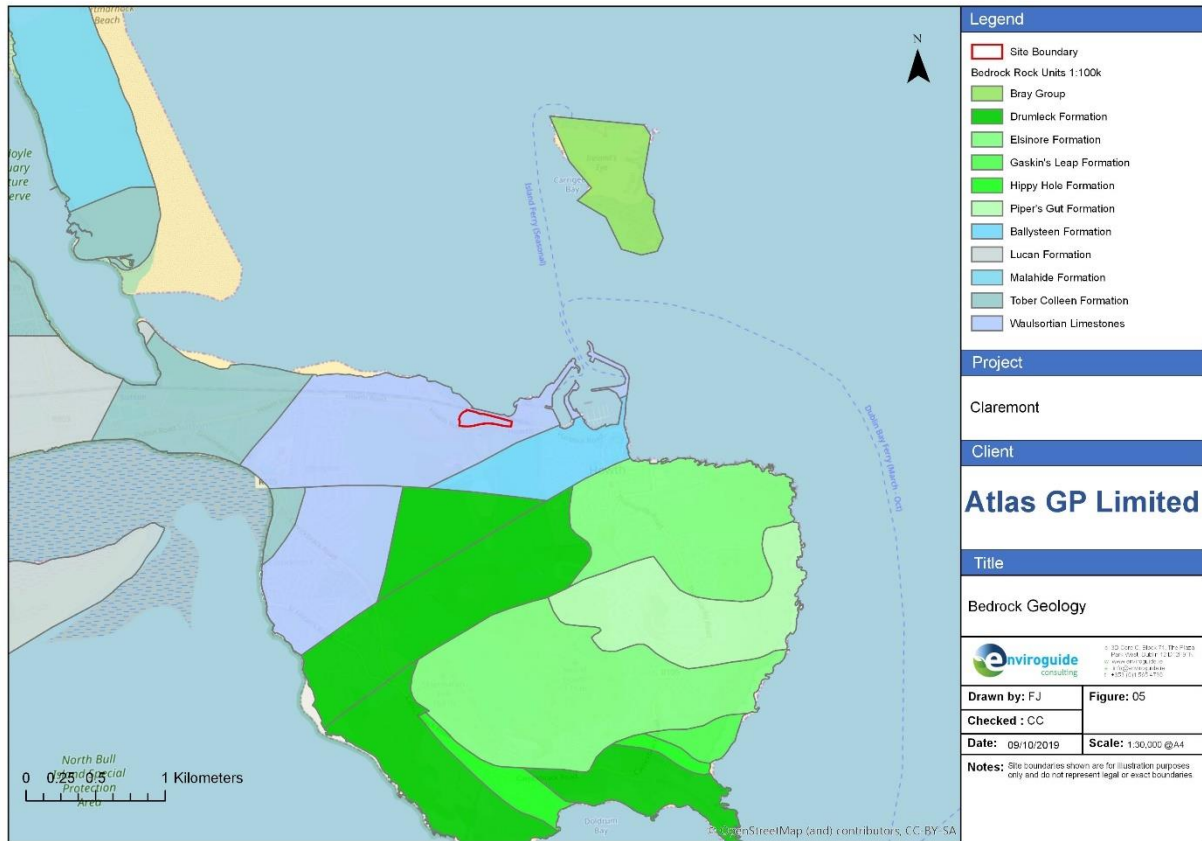 Beach
North Bull
Island Special
Protection
Area
0 0.25 0.5 1 Kilometers
N
Island Ferry (Seasonal)
Dublin Bay Ferry (March - Oct)
Bay
OpenStreetMap (and) contributors, CC-BY-SA
Legend
Site Boundary
Bedrock Rock Units 1:100k
Bray Group
Drumleck Formation
Elsinore Formation
Gaskin's Leap Formation
Hippy Hole Formation
Piper's Gut Formation
Ballysteen Formation
Lucan Formation
Malahide Formation
Tober Colleen Formation
Waulsortian Limestones
Project
Claremont
Client
Atlas GP Limited
Title
Bedrock Geology
enviroguide
consulting
Drawn by: FJ
Figure: 05
Checked : CC
Date: 09/10/2019
Scale: 1:30,000 @A4
Notes: Site boundaries shown are for illustration purposes
only and do not represent legal or exact boundaries